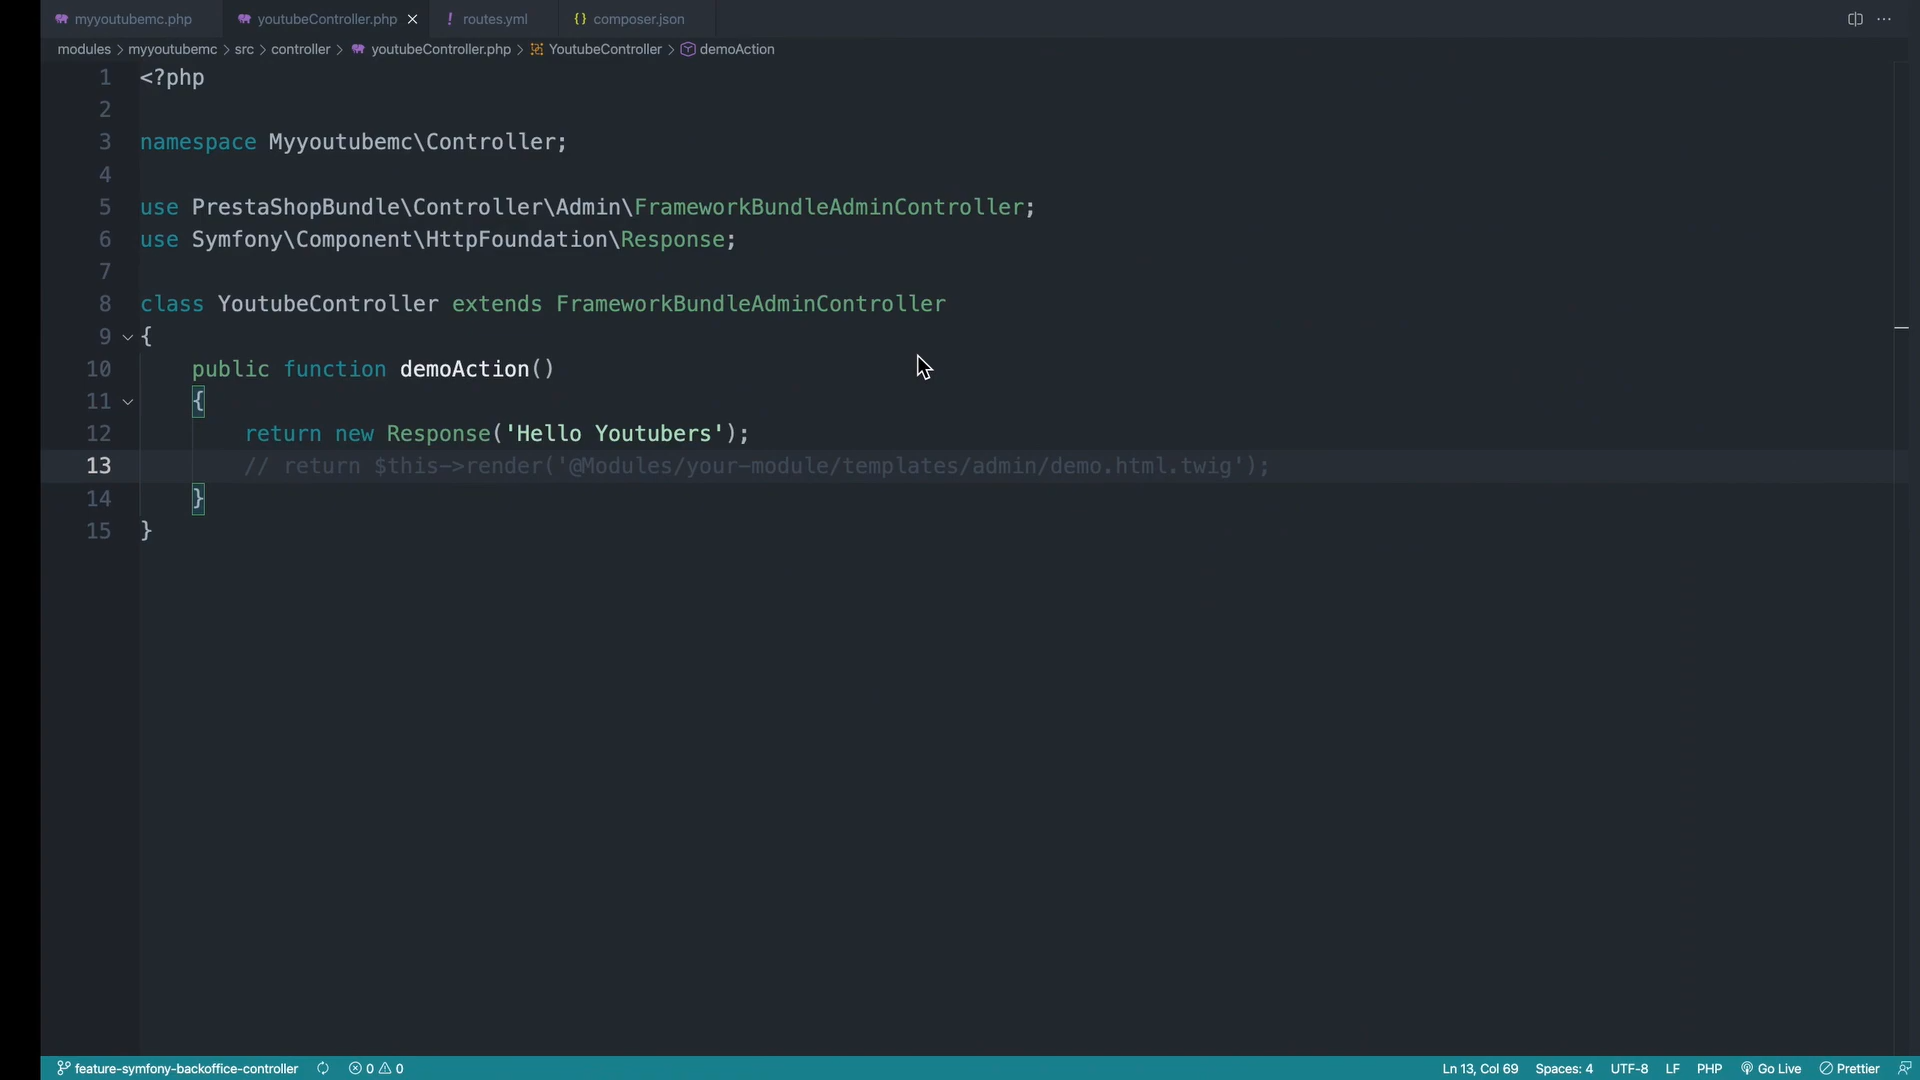 myyoutubemc.php youtubeController.php routes.yml composer.json
modules > myyoutubemc > src > controller > youtubeController.php > YoutubeController > demoAction
1 <?php
2
3 namespace Myyoutubemc\Controller;
4
5 use PrestaShopBundle\Controller\Admin\FrameworkBundleAdminController;
6 use Symfony\Component\HttpFoundation\Response;
7
8 class YoutubeController extends FrameworkBundleAdminController
9 {
10 public function demoAction()
11 {
12 return new Response('Hello Youtubers');
13 // return $this->render('@Modules/your-module/templates/admin/demo.html.twig');
14 }
15 }
feature-symfony-backoffice-controller 0 0 Ln 13, Col 69 Spaces: 4 UTF-8 LF PHP Go Live Prettier